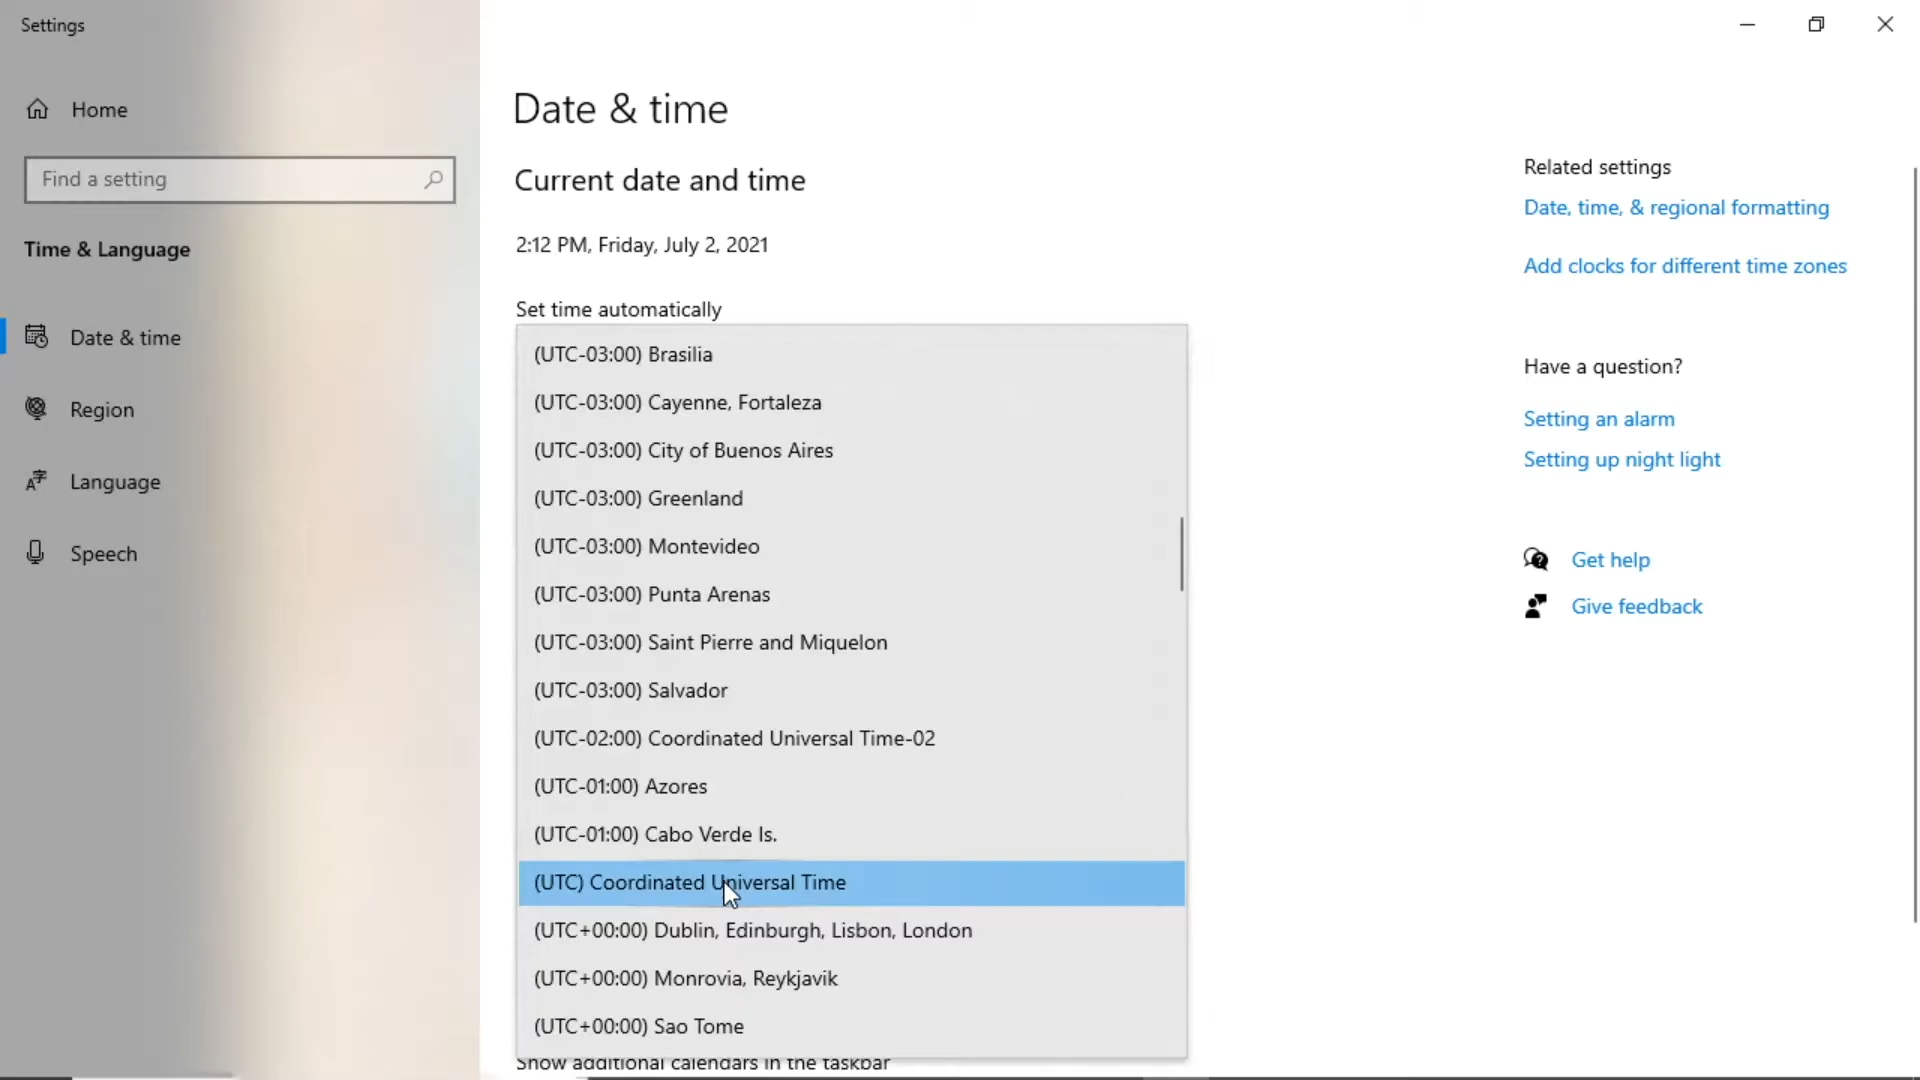 Settings
Home
Find a setting
Time & Language
Date & time
Region
Language
Speech
Date & time
Current date and time
2:12 PM, Friday, July 2, 2021
Set time automatically
(UTC-03:00) Brasilia
(UTC-03:00) Cayenne, Fortaleza
(UTC-03:00) City of Buenos Aires
(UTC-03:00) Greenland
(UTC-03:00) Montevideo
(UTC-03:00) Punta Arenas
(UTC-03:00) Saint Pierre and Miquelon
(UTC-03:00) Salvador
(UTC-02:00) Coordinated Universal Time-02
(UTC-01:00) Azores
(UTC-01:00) Cabo Verde Is.
(UTC) Coordinated Universal Time
(UTC+00:00) Dublin, Edinburgh, Lisbon, London
(UTC+00:00) Monrovia, Reykjavik
(UTC+00:00) Sao Tome
Show additional calendars in the taskbar
Related settings
Date, time, & regional formatting
Add clocks for different time zones
Have a question?
Setting an alarm
Setting up night light
Get help
Give feedback